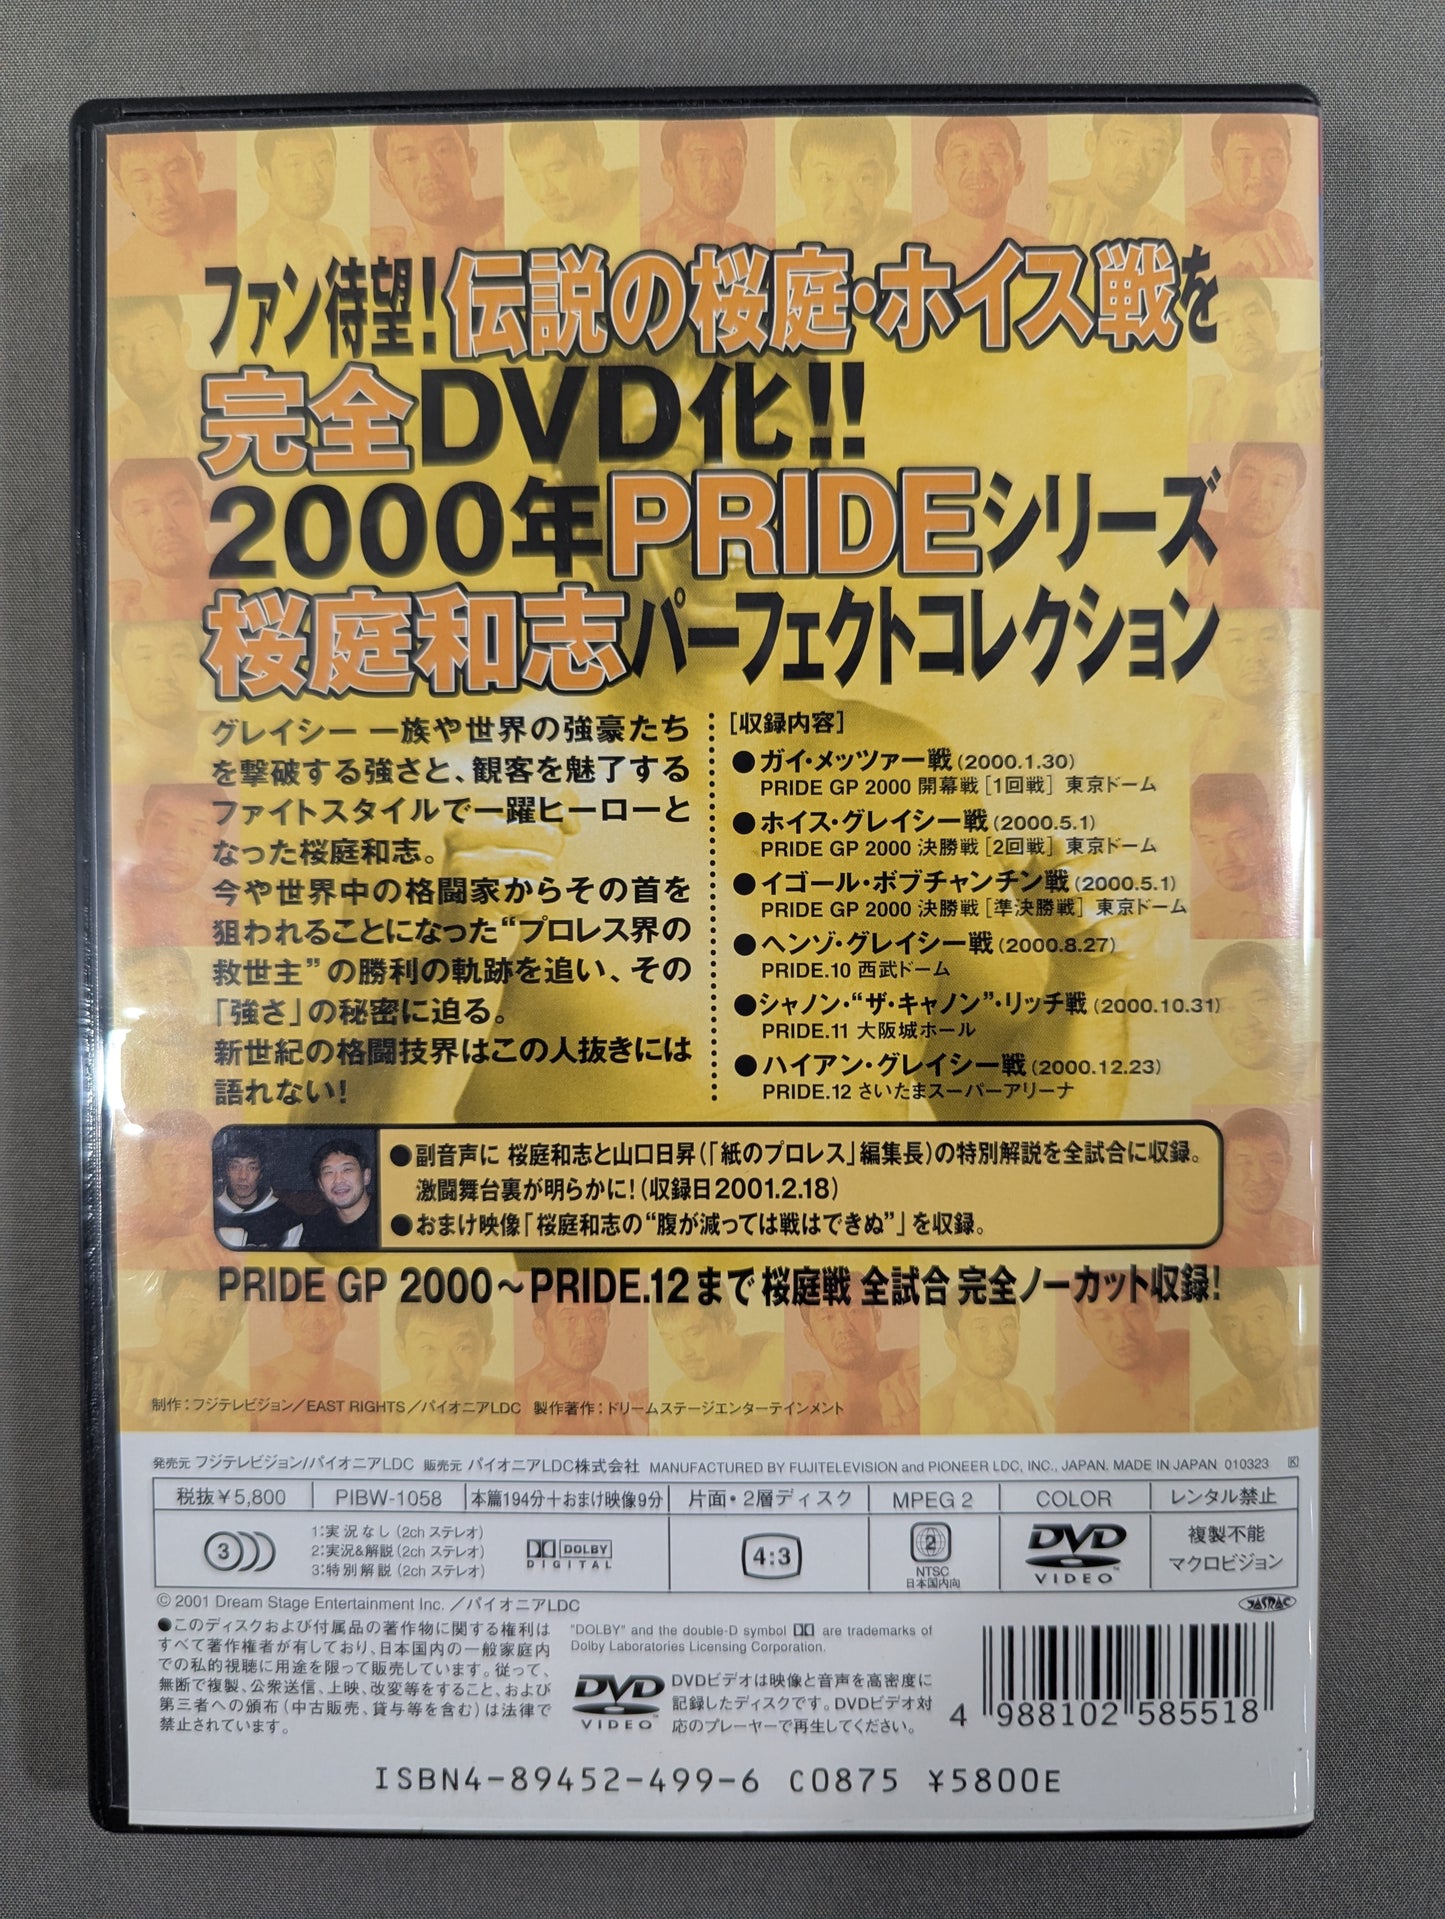 ファン待望！伝説の桜庭・ホイス戦を
完全DVD化!!
2000年PRIDEシリーズ
桜庭和志パーフェクトコレクション
グレイシー一族や世界の強豪たち
を撃破する強さと、観客を魅了する
ファイトスタイルで一躍ヒーローと
なった桜庭和志。
今や世界中の格闘家からその首を
狙われることになった“プロレス界の
救世主”の勝利の軌跡を追い、その
「強さ」の秘密に迫る。
新世紀の格闘技界はこの人抜きには
語れない！
［収録内容］
●ガイ・メッツァー戦（2000.1.30）
PRIDE GP 2000 開幕戦［1回戦］ 東京ドーム
●ホイス・グレイシー戦（2000.5.1）
PRIDE GP 2000 決勝戦［2回戦］ 東京ドーム
●イゴール・ボブチャンチン戦（2000.5.1）
PRIDE GP 2000 決勝戦［準決勝戦］ 東京ドーム
●ヘンゾ・グレイシー戦（2000.8.27）
PRIDE.10 西武ドーム
●シャノン・“ザ・キャノン”・リッチ戦（2000.10.31）
PRIDE.11 大阪城ホール
●ハイアン・グレイシー戦（2000.12.23）
PRIDE.12 さいたまスーパーアリーナ
●副音声に 桜庭和志と山口日昇（「紙のプロレス」編集長）の特別解説を全試合に収録。
激闘舞台裏が明らかに！（収録日2001.2.18）
●おまけ映像「桜庭和志の“腹が減っては戦はできぬ”」を収録。
PRIDE GP 2000～PRIDE.12まで 桜庭戦 全試合 完全ノーカット収録！
制作：フジテレビジョン／EAST RIGHTS／パイオニアLDC 製作著作：ドリームステージエンターテインメント
発売元 フジテレビジョン/パイオニアLDC 販売元 パイオニアLDC株式会社 MANUFACTURED BY FUJITELEVISION and PIONEER LDC, INC., JAPAN. MADE IN JAPAN 010323 K
税抜￥5,800 PIBW-1058 本篇194分＋おまけ映像9分 片面・2層ディスク MPEG 2 COLOR レンタル禁止
3
1：実況なし（2ch ステレオ）
2：実況&解説（2ch ステレオ）
3：特別解説（2ch ステレオ）
DOLBY
DIGITAL
4:3
2
NTSC
日本国内向
DVD
VIDEO
複製不能
マクロビジョン
© 2001 Dream Stage Entertainment Inc. ／パイオニアLDC
JASRAC
●このディスクおよび付属品の著作物に関する権利は
すべて著作権者が有しており、日本国内の一般家庭内
での私的視聴に用途を限って販売しています。従って、
無断で複製、公衆送信、上映、改変等をすること、および
第三者への頒布（中古販売、貸与等を含む）は法律で
禁止されています。
"DOLBY" and the double-D symbol are trademarks of
Dolby Laboratories Licensing Corporation.
DVD
VIDEO
DVDビデオは映像と音声を高密度に
記録したディスクです。DVDビデオ対
応のプレーヤーで再生してください。
4 988102 585518
ISBN4-89452-499-6 C0875 ¥5800E